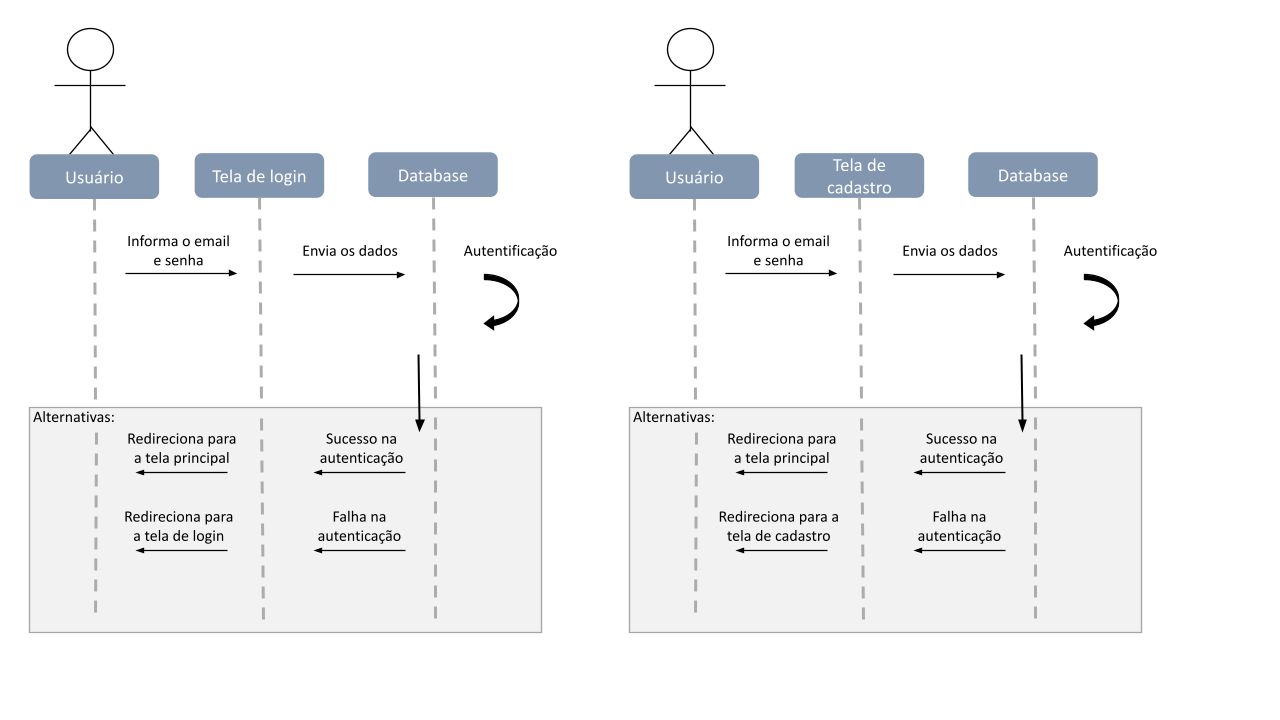 Usuário
Tela de login
Database
Informa o email
e senha
Envia os dados
Autentificação
Alternativas:
Redireciona para
a tela principal
Sucesso na
autenticação
Redireciona para
a tela de login
Falha na
autenticação
Usuário
Tela de
cadastro
Database
Informa o email
e senha
Envia os dados
Autentificação
Alternativas:
Redireciona para
a tela principal
Sucesso na
autenticação
Redireciona para a
tela de cadastro
Falha na
autenticação